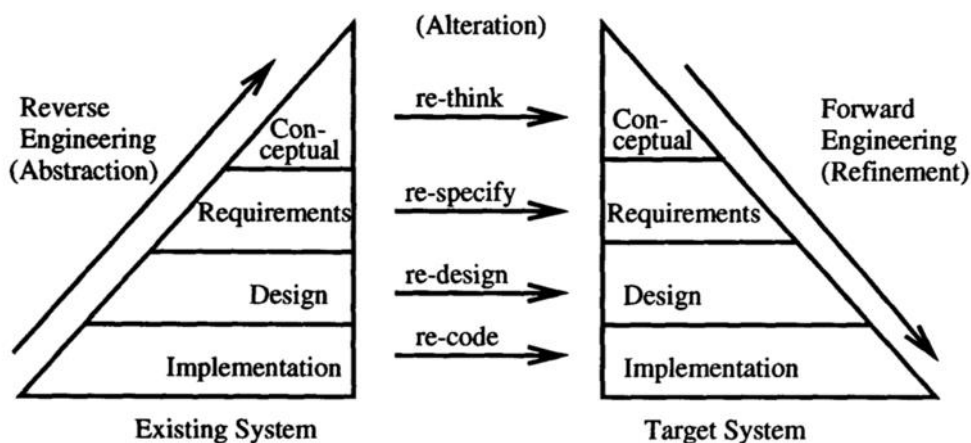 (Alteration)
Reverse
Engineering
(Abstraction)
Con-
ceptual
Requirements
Design
Implementation
Existing System
re-think
re-specify
re-design
re-code
Con-
ceptual
Requirements
Design
Implementation
Target System
Forward
Engineering
(Refinement)